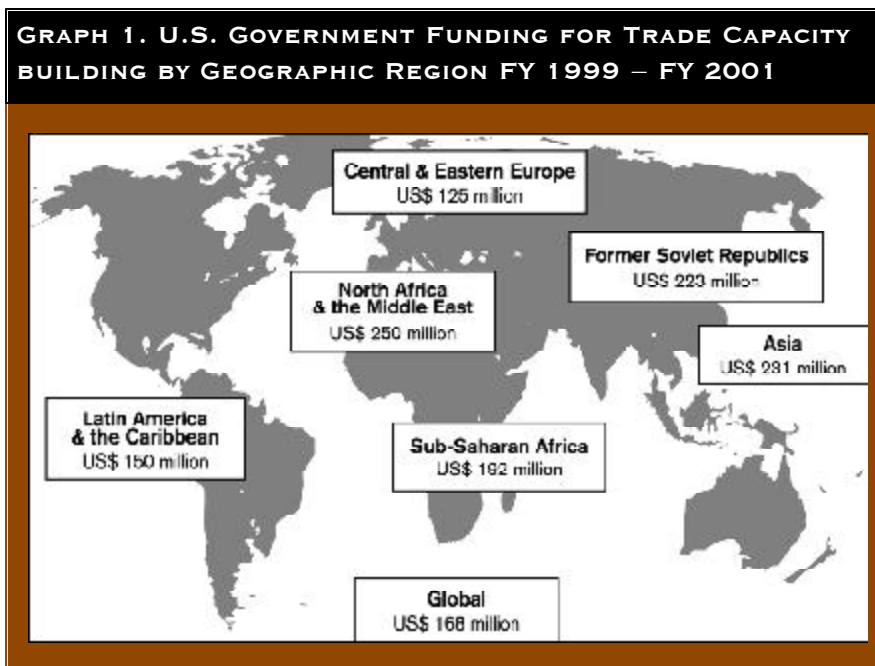 GRAPH 1. U.S. GOVERNMENT FUNDING FOR TRADE CAPACITY
BUILDING BY GEOGRAPHIC REGION FY 1999 – FY 2001
Central & Eastern Europe
US$ 125 million
Former Soviet Republics
US$ 223 million
North Africa
& the Middle East
US$ 250 million
Asia
US$ 231 million
Latin America
& the Caribbean
US$ 150 million
Sub-Saharan Africa
US$ 192 million
Global
US$ 168 million